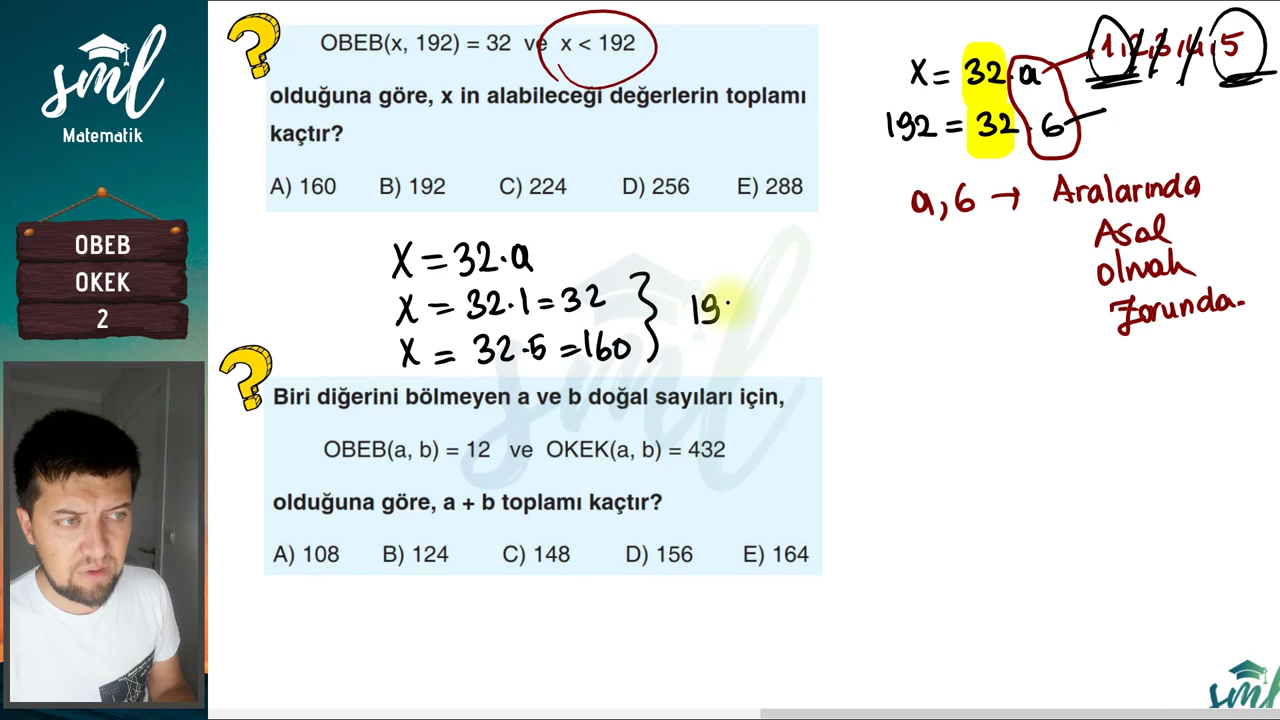 sml
Matematik
OBEB
OKEK
2
OBEB(x, 192) = 32 ve x < 192
olduğuna göre, x in alabileceği değerlerin toplamı
kaçtır?
A) 160 B) 192 C) 224 D) 256 E) 288
x = 32·a
x = 32·1 = 32
x = 32·5 = 160
19
x = 32·a 1, 2, 3, 4, 5
192 = 32·6
a, 6 → Aralarında
Asal
olmak
Zorunda.
Biri diğerini bölmeyen a ve b doğal sayıları için,
OBEB(a, b) = 12 ve OKEK(a, b) = 432
olduğuna göre, a + b toplamı kaçtır?
A) 108 B) 124 C) 148 D) 156 E) 164
sml
sml